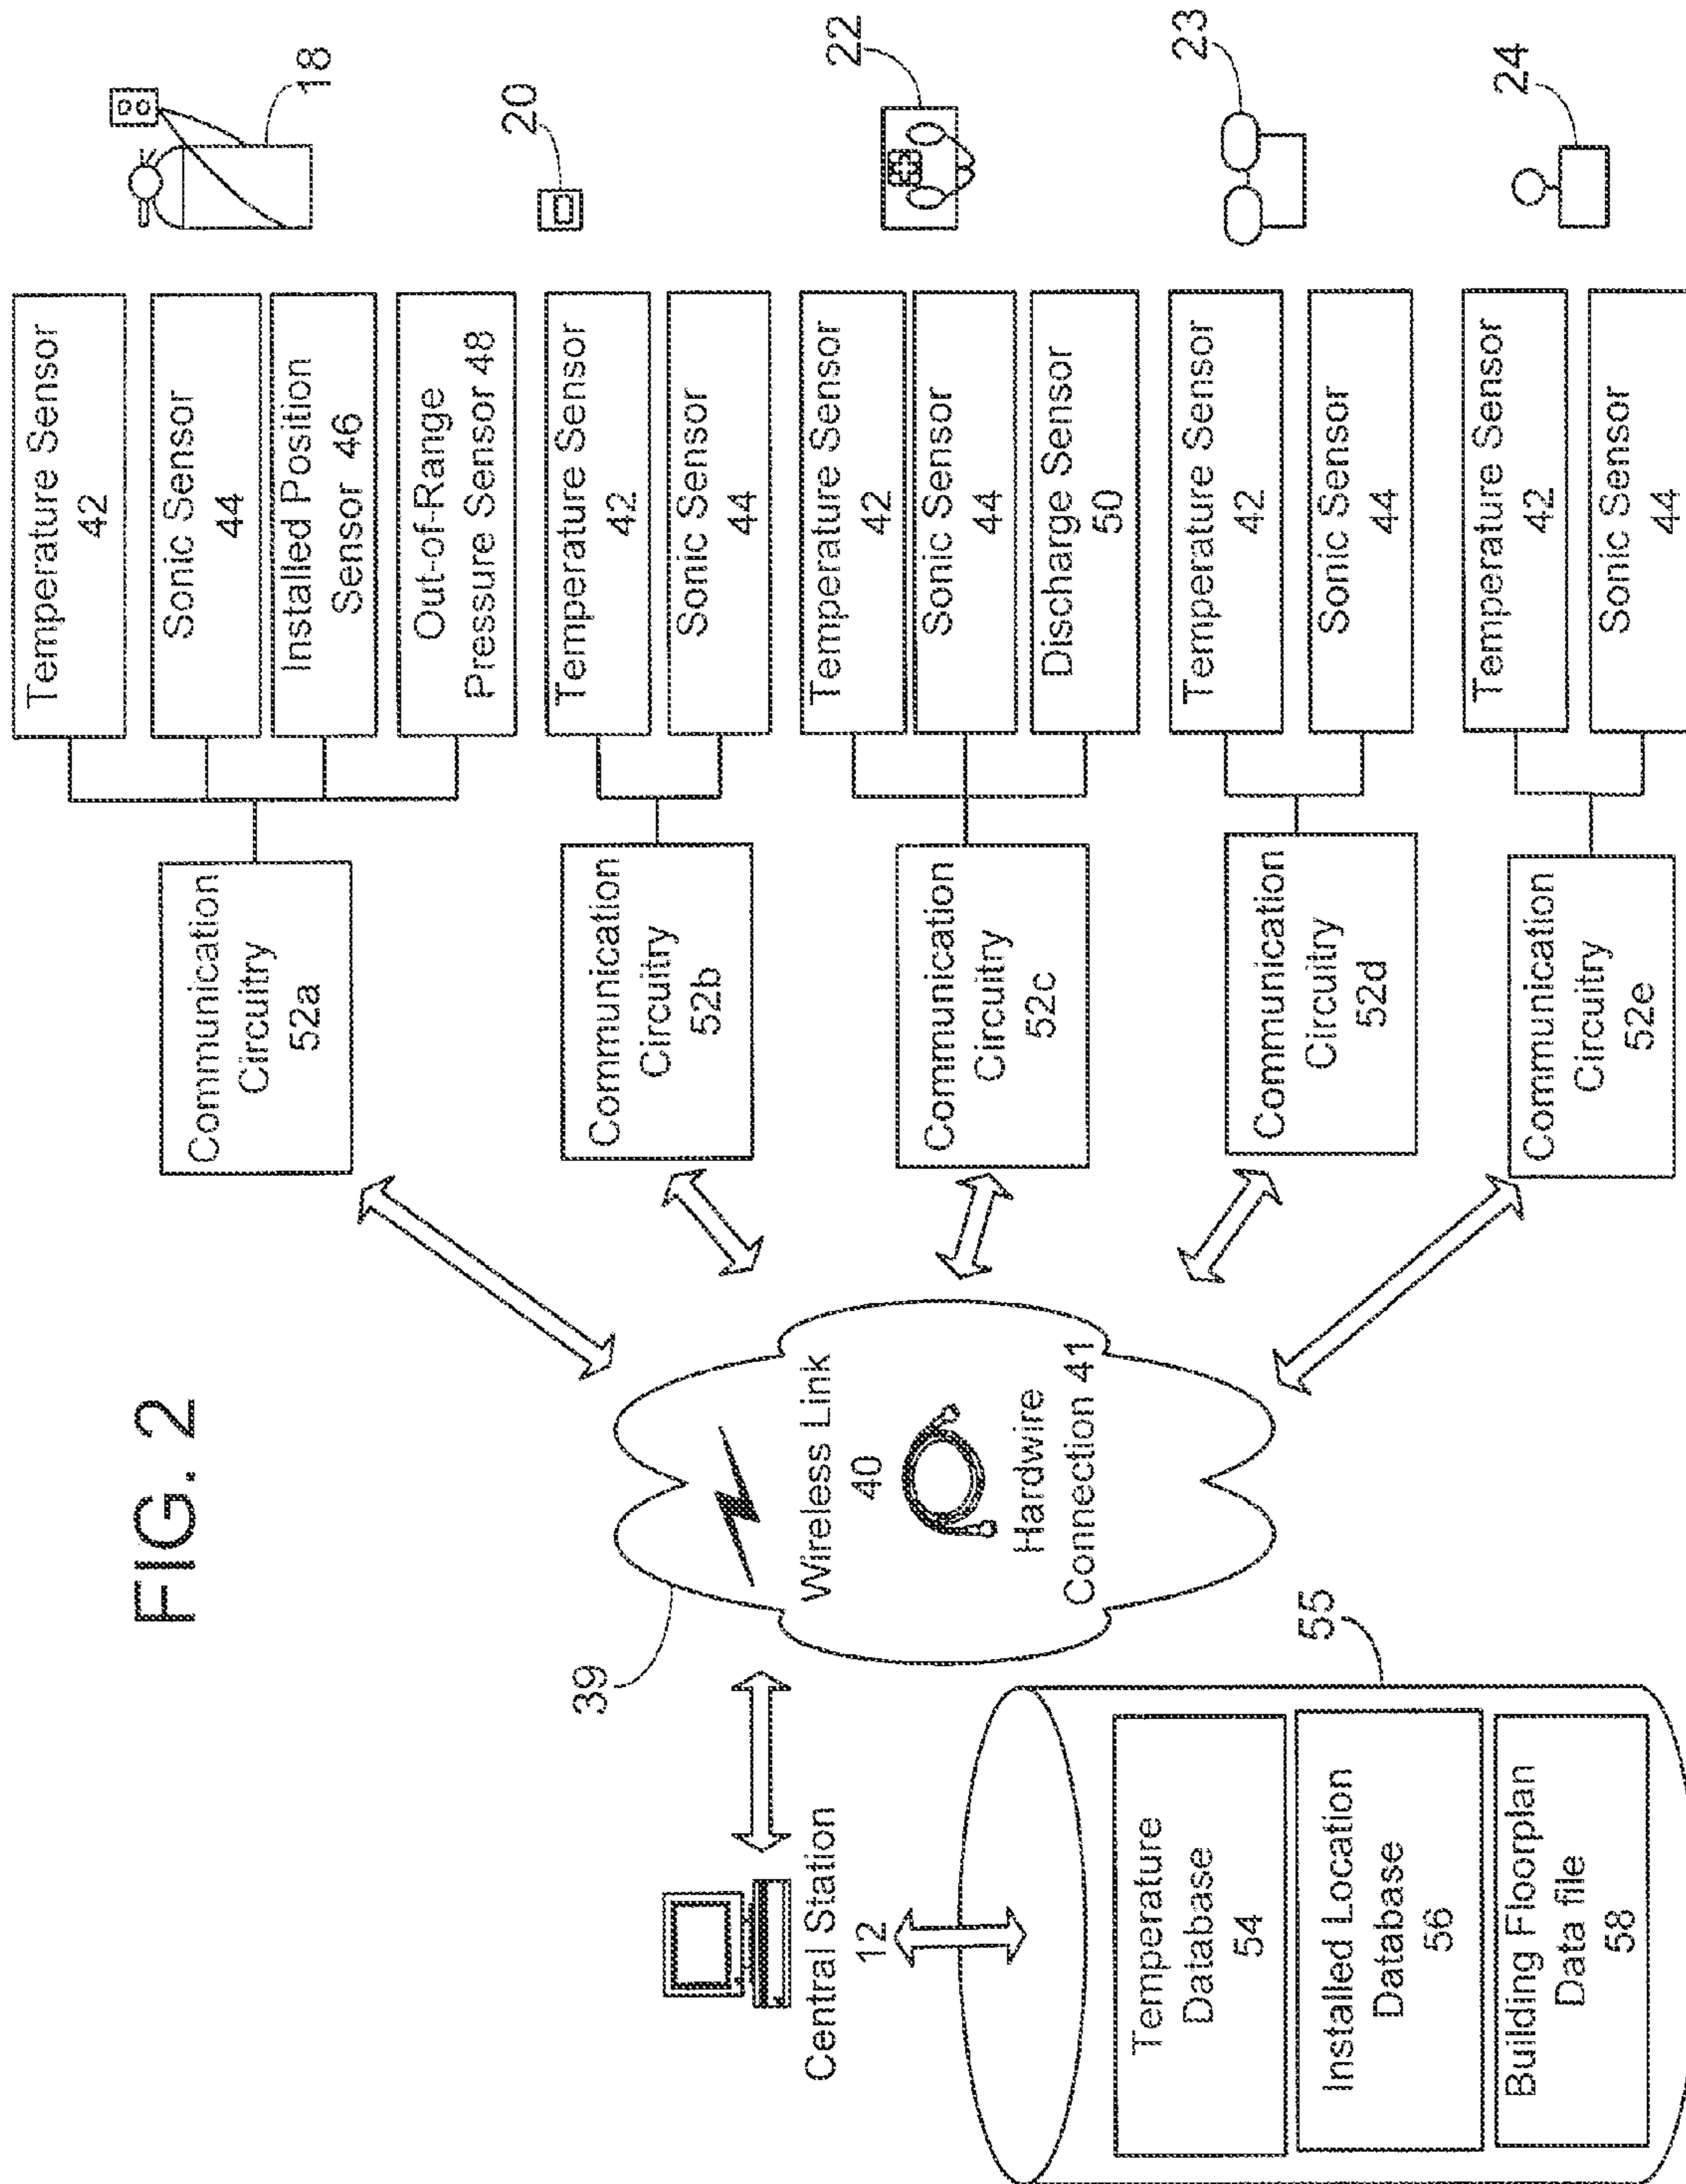 FIG. 2
18
20
22
23
24
Temperature Sensor
42
Sonic Sensor
44
Installed Position
Sensor 46
Out-of-Range
Pressure Sensor 48
Temperature Sensor
42
Sonic Sensor
44
Temperature Sensor
42
Sonic Sensor
44
Discharge Sensor
50
Temperature Sensor
42
Sonic Sensor
44
Temperature Sensor
42
Sonic Sensor
44
Communication
Circuitry
52a
Communication
Circuitry
52b
Communication
Circuitry
52c
Communication
Circuitry
52d
Communication
Circuitry
52e
39
Wireless Link
40
Hardwire
Connection 41
Central Station
12
55
Temperature
Database
54
Installed Location
Database
56
Building Floorplan
Data file
58